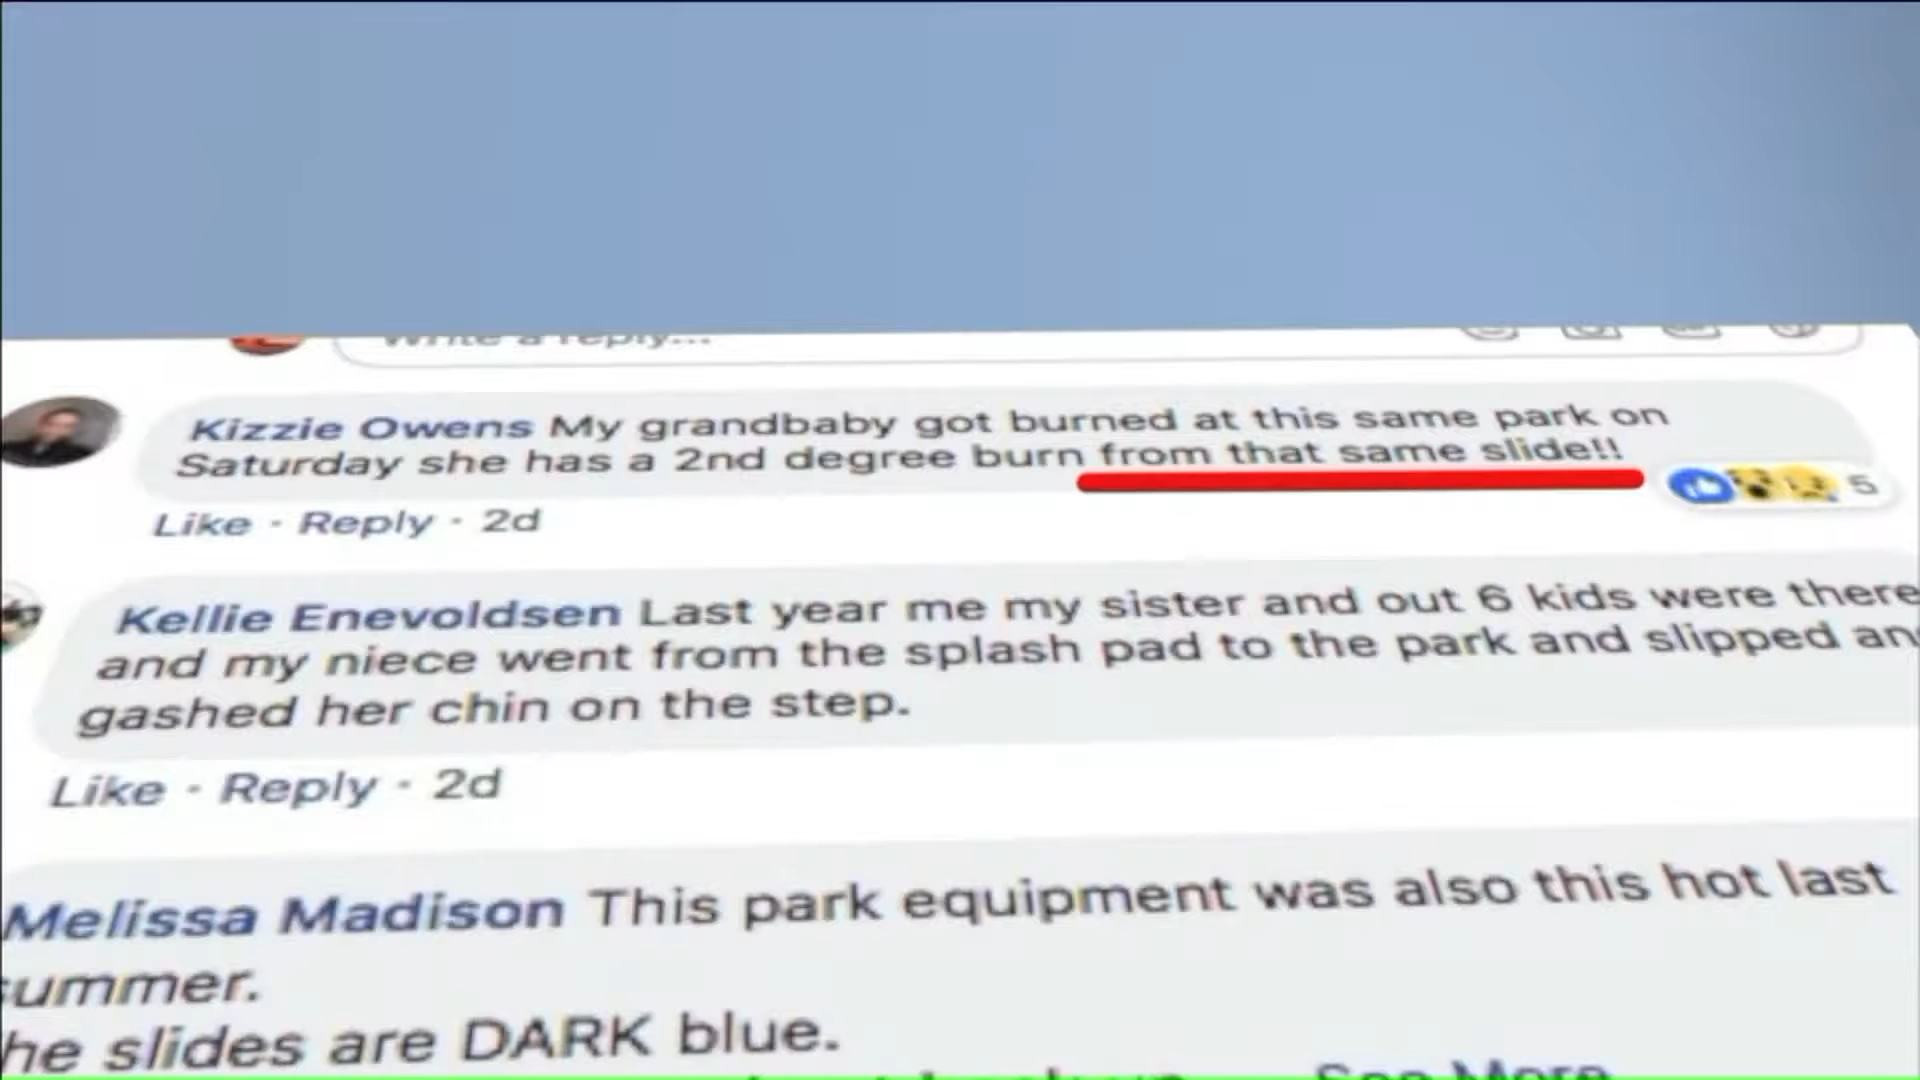 Write a reply...
Kizzie Owens My grandbaby got burned at this same park on
Saturday she has a 2nd degree burn from that same slide!!
5
Like · Reply · 2d
Kellie Enevoldsen Last year me my sister and out 6 kids were there
and my niece went from the splash pad to the park and slipped an
gashed her chin on the step.
Like · Reply · 2d
Melissa Madison This park equipment was also this hot last
summer.
he slides are DARK blue.
See More